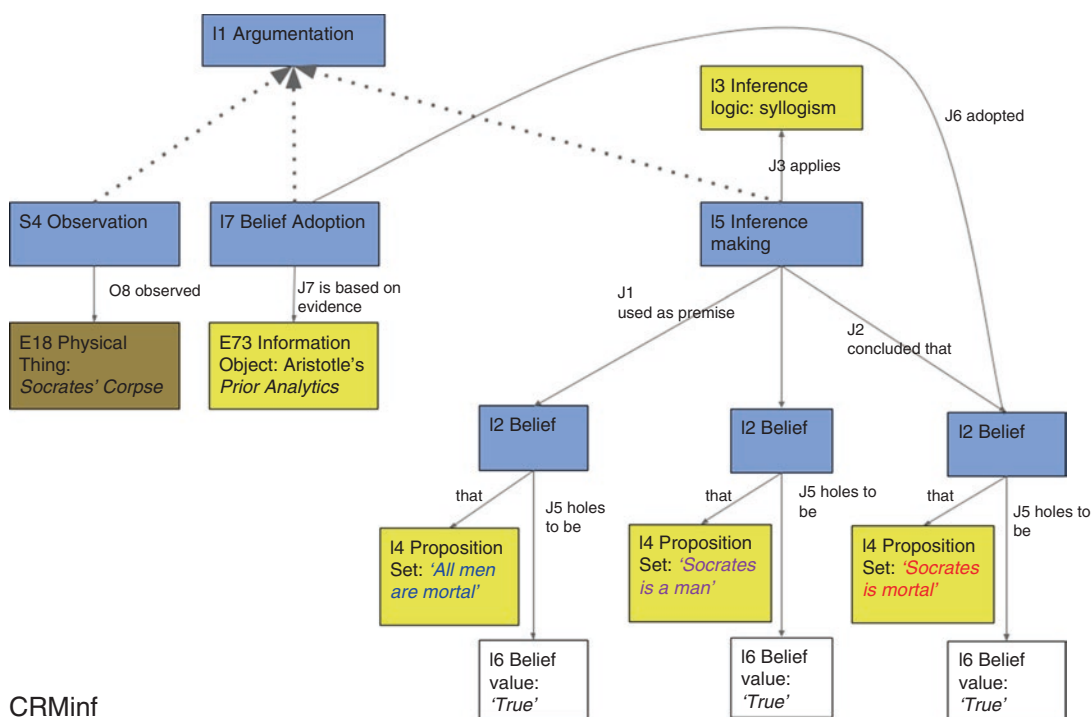 I1 Argumentation
I3 Inference
logic: syllogism
J6 adopted
J3 applies
S4 Observation
I7 Belief Adoption
I5 Inference
making
O8 observed
J7 is based on
evidence
J1
used as premise
J2
concluded that
E18 Physical
Thing:
Socrates' Corpse
E73 Information
Object: Aristotle's
Prior Analytics
I2 Belief
I2 Belief
I2 Belief
that
J5 holes
to be
that
J5 holes to
be
that
J5 holes to
be
I4 Proposition
Set: 'All men
are mortal'
I4 Proposition
Set: 'Socrates
is a man'
I4 Proposition
Set: 'Socrates
is mortal'
I6 Belief
value:
'True'
I6 Belief
value:
'True'
I6 Belief
value:
'True'
CRMinf